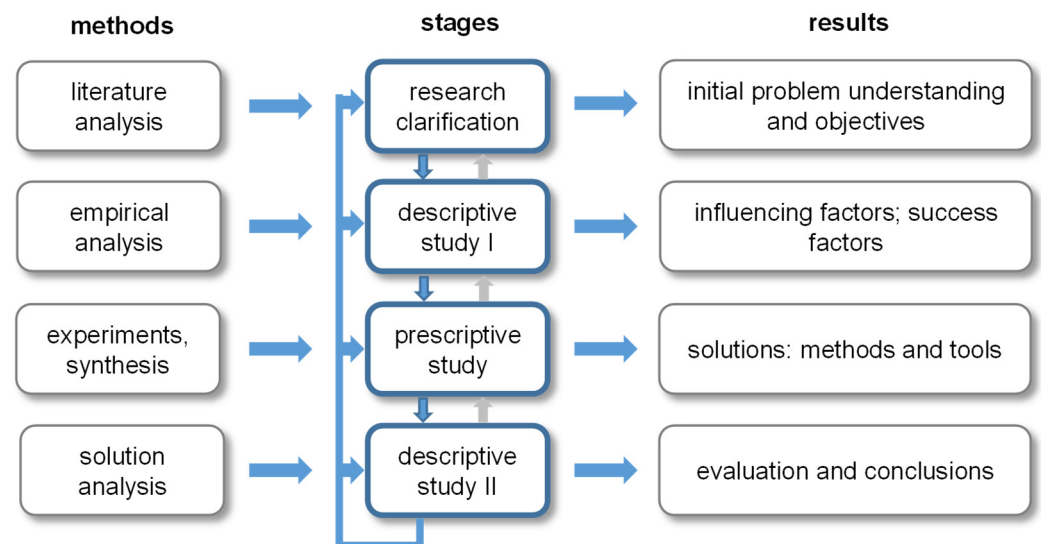 methods
stages
results
literature
analysis
research
clarification
initial problem understanding
and objectives
empirical
analysis
descriptive
study I
influencing factors; success
factors
experiments,
synthesis
prescriptive
study
solutions: methods and tools
solution
analysis
descriptive
study II
evaluation and conclusions